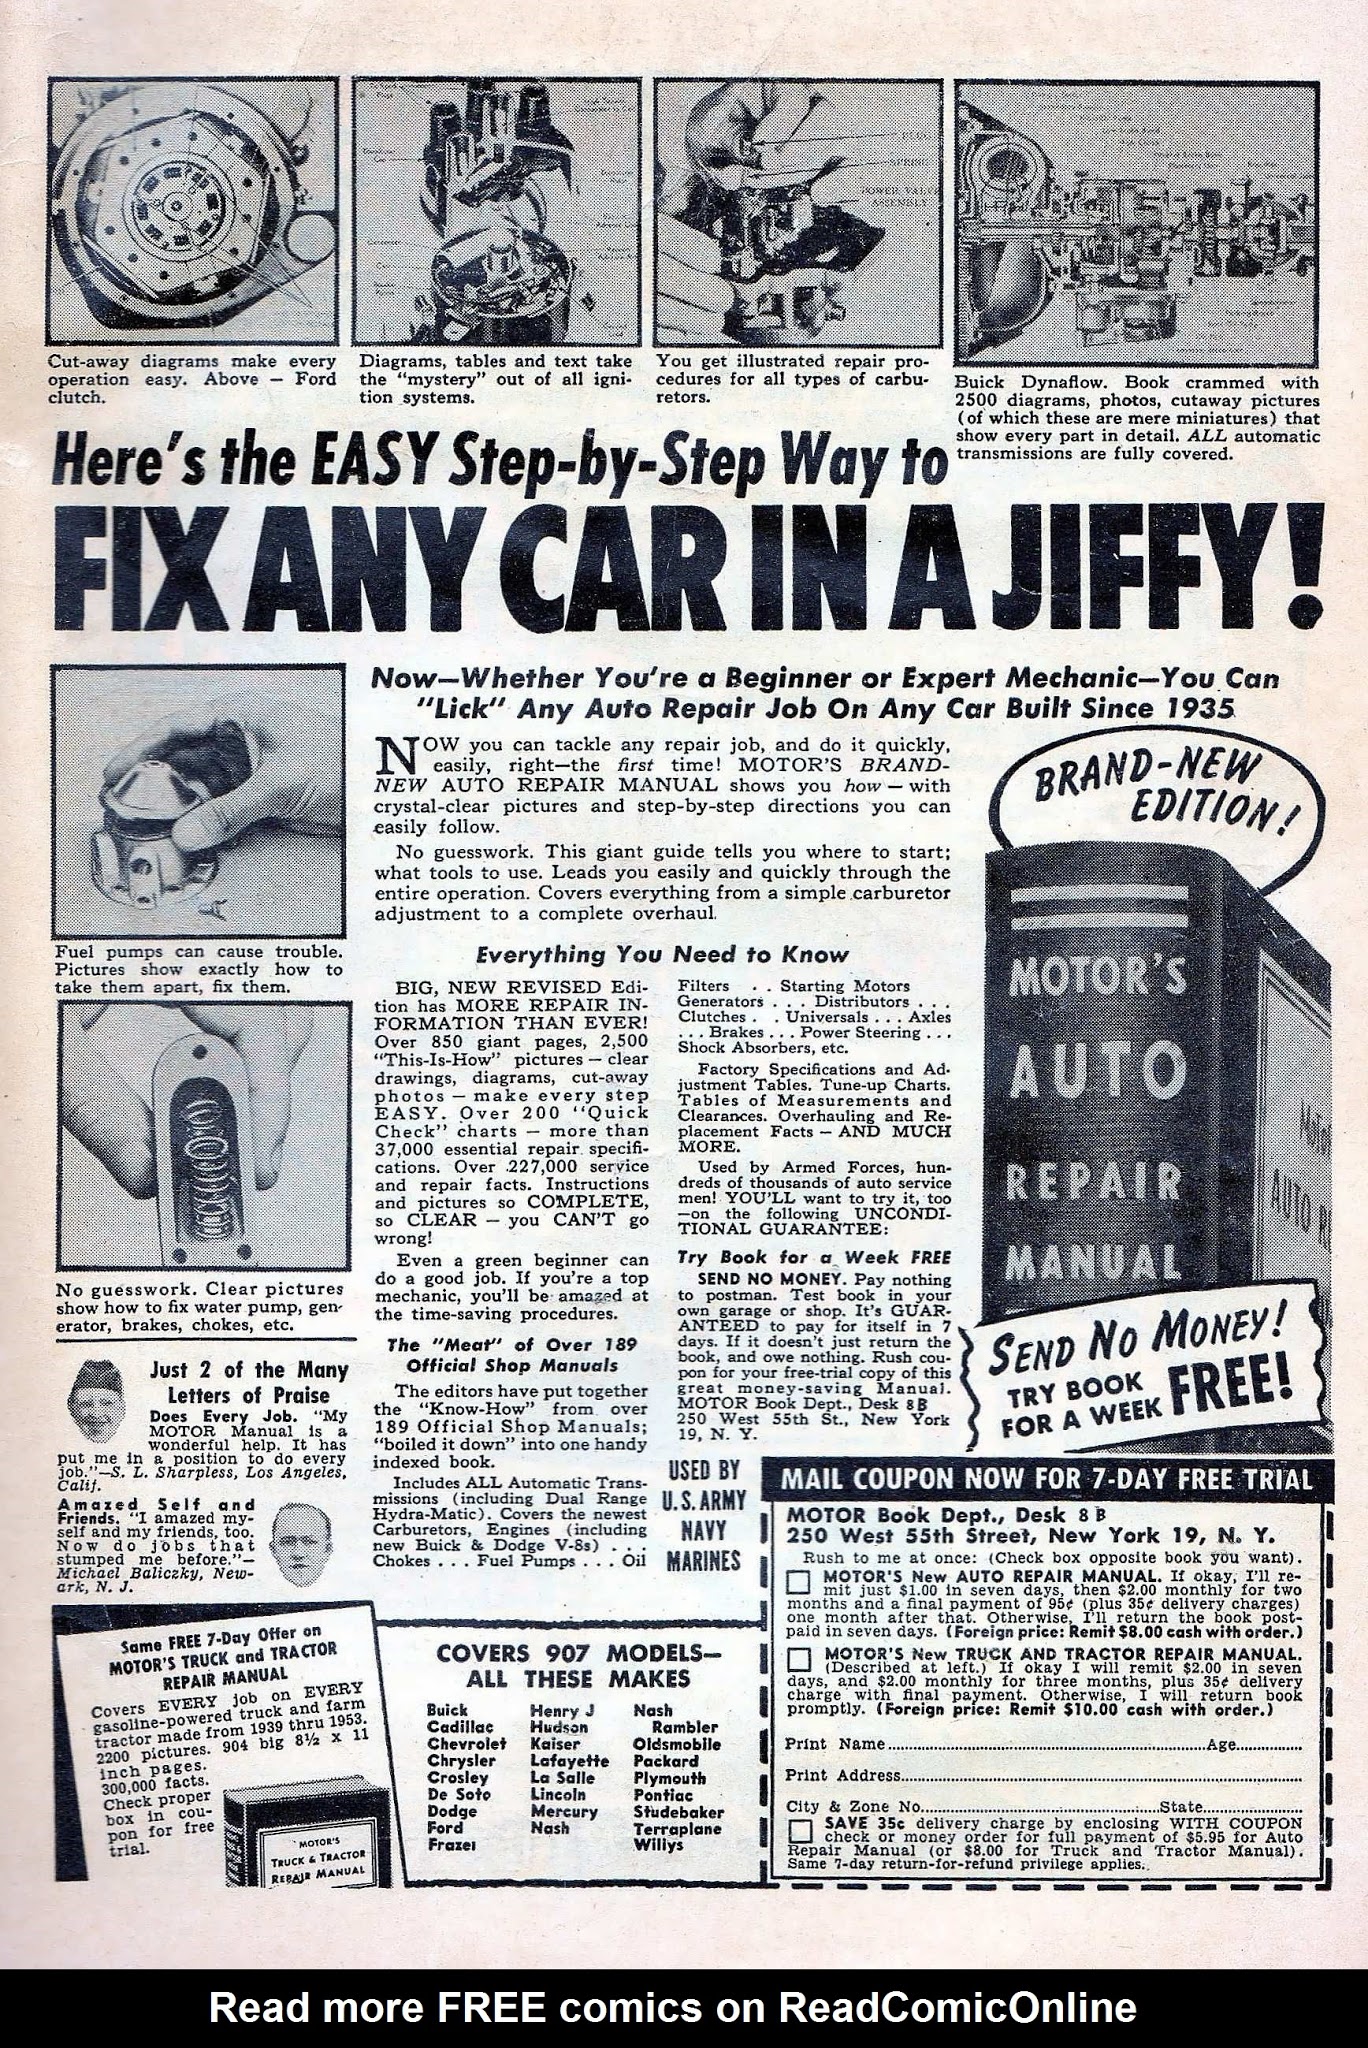 Cut-away diagrams make every
operation easy. Above — Ford
clutch.
Diagrams, tables and text take
the "mystery" out of all igni-
tion systems.
POWER VALVE
ASSEMBLY
You get illustrated repair pro-
cedures for all types of carbu-
retors.
Buick Dynaflow. Book crammed with
2500 diagrams, photos, cutaway pictures
(of which these are mere miniatures) that
show every part in detail. ALL automatic
transmissions are fully covered.
Here's the EASY Step-by-Step Way to
FIX ANY CAR IN A JIFFY!
Fuel pumps can cause trouble.
Pictures show exactly how to
take them apart, fix them.
No guesswork. Clear pictures
show how to fix water pump, gen-
erator, brakes, chokes, etc.
Just 2 of the Many
Letters of Praise
Does Every Job. "My
MOTOR Manual is a
wonderful help. It has
put me in a position to do every
job."—S. L. Sharpless, Los Angeles,
Calif.
Amazed Self and
Friends. "I amazed my-
self and my friends, too.
Now do jobs that
stumped me before."—
Michael Baliczky, New-
ark, N. J.
Now—Whether You're a Beginner or Expert Mechanic—You Can
"Lick" Any Auto Repair Job On Any Car Built Since 1935
NOW you can tackle any repair job, and do it quickly,
easily, right—the first time! MOTOR'S BRAND-
NEW AUTO REPAIR MANUAL shows you how — with
crystal-clear pictures and step-by-step directions you can
easily follow.
No guesswork. This giant guide tells you where to start;
what tools to use. Leads you easily and quickly through the
entire operation. Covers everything from a simple carburetor
adjustment to a complete overhaul.
Everything You Need to Know
BIG, NEW REVISED Edi-
tion has MORE REPAIR IN-
FORMATION THAN EVER!
Over 850 giant pages, 2,500
"This-Is-How" pictures — clear
drawings, diagrams, cut-away
photos — make every step
EASY. Over 200 "Quick
Check" charts — more than
37,000 essential repair specifi-
cations. Over 227,000 service
and repair facts. Instructions
and pictures so COMPLETE,
so CLEAR — you CAN'T go
wrong!
Even a green beginner can
do a good job. If you're a top
mechanic, you'll be amazed at
the time-saving procedures.
The "Meat" of Over 189
Official Shop Manuals
The editors have put together
the "Know-How" from over
189 Official Shop Manuals;
"boiled it down" into one handy
indexed book.
Includes ALL Automatic Trans-
missions (including Dual Range
Hydra-Matic). Covers the newest
Carburetors, Engines (including
new Buick & Dodge V-8s) . . .
Chokes . . . Fuel Pumps . . . Oil
Filters . . Starting Motors
Generators . . . Distributors . . .
Clutches . . Universals . . . Axles
. . . Brakes . . . Power Steering . . .
Shock Absorbers, etc.
Factory Specifications and Ad-
justment Tables. Tune-up Charts.
Tables of Measurements and
Clearances. Overhauling and Re-
placement Facts — AND MUCH
MORE.
Used by Armed Forces, hun-
dreds of thousands of auto service
men! YOU'LL want to try it, too
—on the following UNCONDI-
TIONAL GUARANTEE:
Try Book for a Week FREE
SEND NO MONEY. Pay nothing
to postman. Test book in your
own garage or shop. It's GUAR-
ANTEED to pay for itself in 7
days. If it doesn't just return the
book, and owe nothing. Rush cou-
pon for your free-trial copy of this
great money-saving Manual.
MOTOR Book Dept., Desk 8B
250 West 55th St., New York
19, N. Y.
USED BY
U.S. ARMY
NAVY
MARINES
BRAND-NEW
EDITION!
MOTOR'S
AUTO
REPAIR
MANUAL
SEND NO MONEY!
TRY BOOK
FOR A WEEK FREE!
Same FREE 7-Day Offer on
MOTOR'S TRUCK and TRACTOR
REPAIR MANUAL
Covers EVERY job on EVERY
gasoline-powered truck and farm
tractor made from 1939 thru 1953.
2200 pictures. 904 big 8½ x 11
inch pages.
300,000 facts.
Check proper
box in cou-
pon for free
trial.
MOTOR'S
TRUCK & TRACTOR
REPAIR MANUAL
COVERS 907 MODELS—
ALL THESE MAKES
Buick
Cadillac
Chevrolet
Chrysler
Crosley
De Soto
Dodge
Ford
Frazer
Henry J
Hudson
Kaiser
Lafayette
La Salle
Lincoln
Mercury
Nash
Nash
Rambler
Oldsmobile
Packard
Plymouth
Pontiac
Studebaker
Terraplane
Willys
MAIL COUPON NOW FOR 7-DAY FREE TRIAL
MOTOR Book Dept., Desk 8B
250 West 55th Street, New York 19, N. Y.
Rush to me at once: (Check box opposite book you want).
MOTOR'S New AUTO REPAIR MANUAL. If okay, I'll re-
mit just $1.00 in seven days, then $2.00 monthly for two
months and a final payment of 95¢ (plus 35¢ delivery charges)
one month after that. Otherwise, I'll return the book post-
paid in seven days. (Foreign price: Remit $8.00 cash with order.)
MOTOR'S New TRUCK AND TRACTOR REPAIR MANUAL.
(Described at left.) If okay I will remit $2.00 in seven
days, and $2.00 monthly for three months, plus 35¢ delivery
charge with final payment. Otherwise, I will return book
promptly. (Foreign price: Remit $10.00 cash with order.)
Print Name Age
Print Address
City & Zone No. State
SAVE 35c delivery charge by enclosing WITH COUPON
check or money order for full payment of $5.95 for Auto
Repair Manual (or $8.00 for Truck and Tractor Manual).
Same 7-day return-for-refund privilege applies.
Read more FREE comics on ReadComicOnline